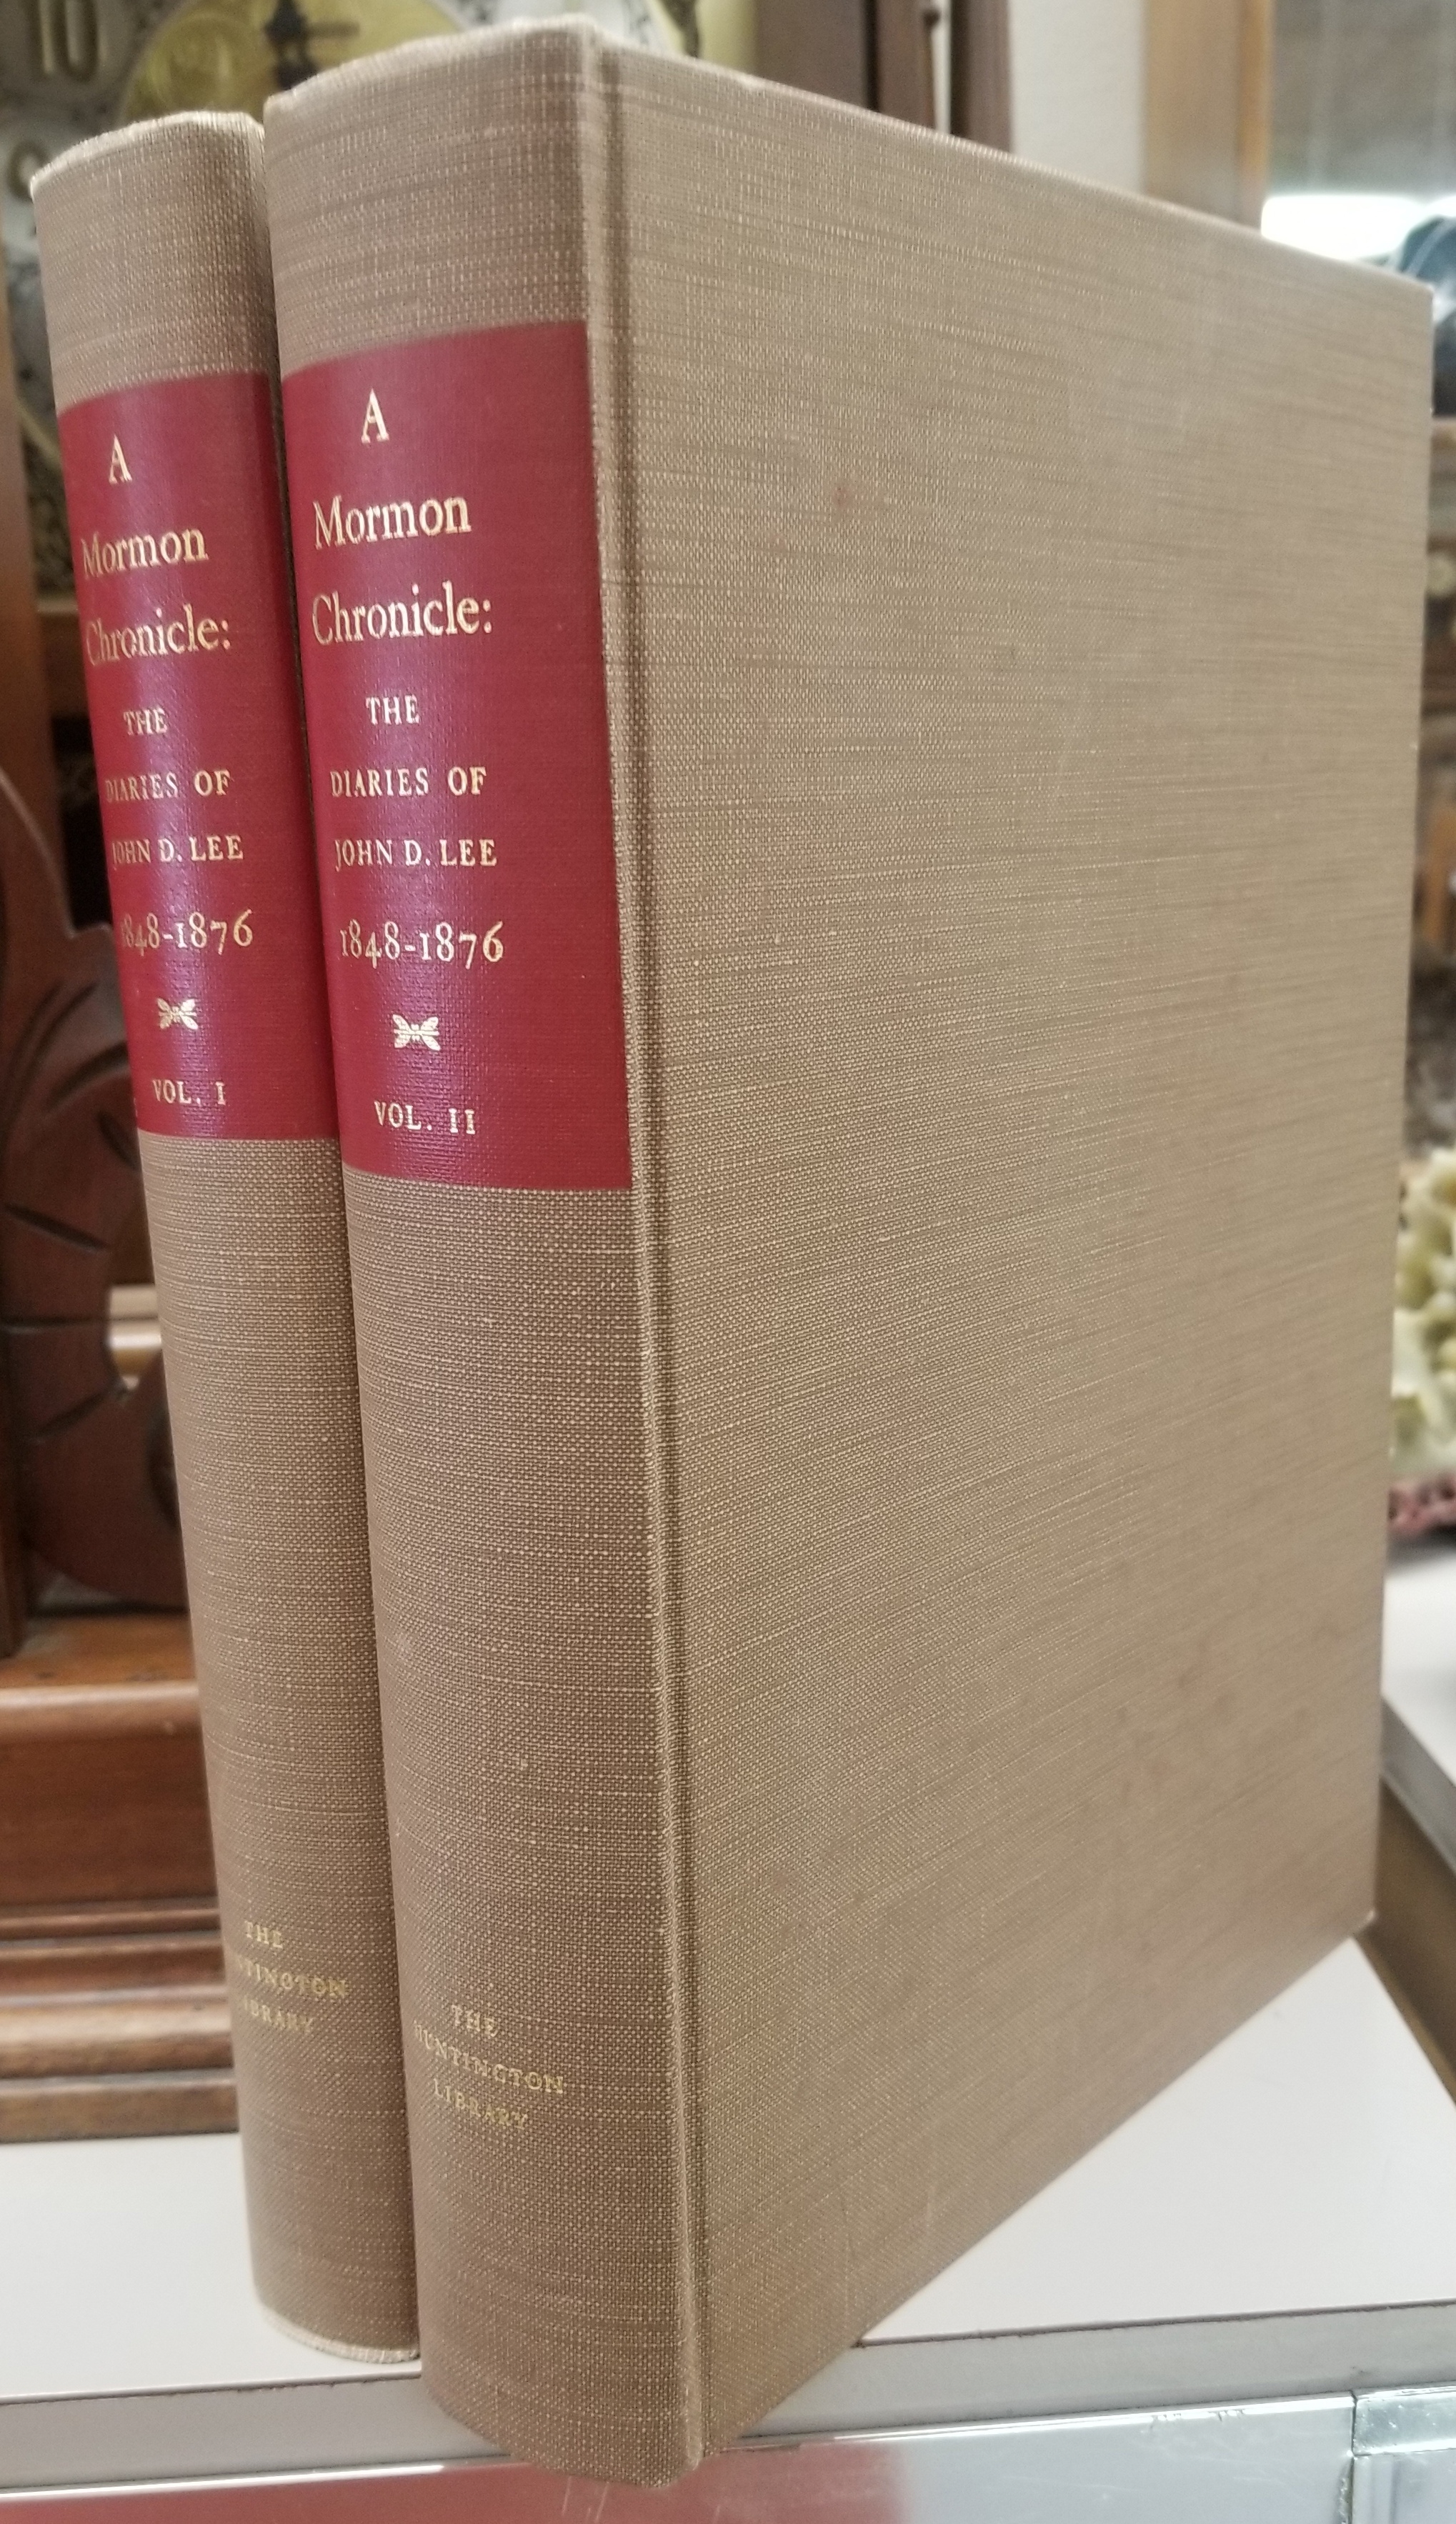 A
Mormon
Chronicle:
THE
DIARIES OF
JOHN D. LEE
1848-1876
VOL. I
THE
LIBRARY
A
Mormon
Chronicle:
THE
DIARIES OF
JOHN D. LEE
1848-1876
VOL. II
THE
HUNTINGTON
LIBRARY
10